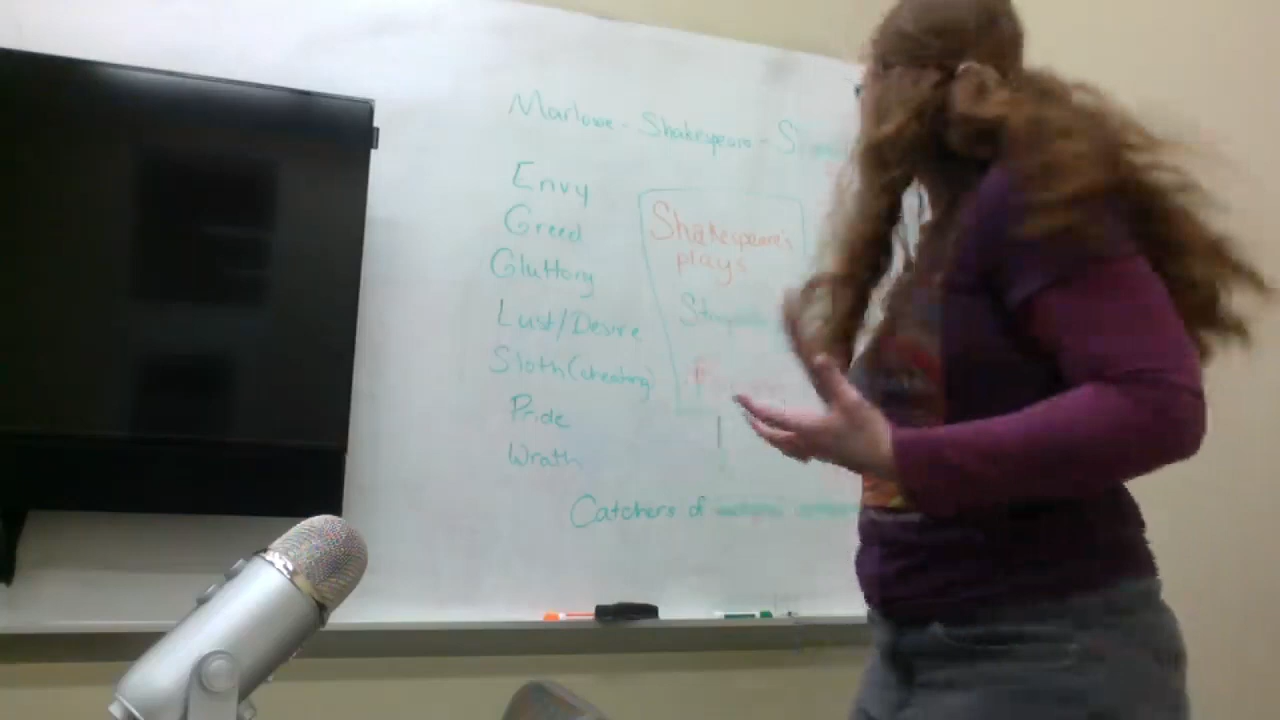 Marlowe - Shakespeare - S
Envy
Greed
Gluttony
Lust/Desire
Sloth (cheating)
Pride
Wrath
Shakespeare's
plays
Catchers of